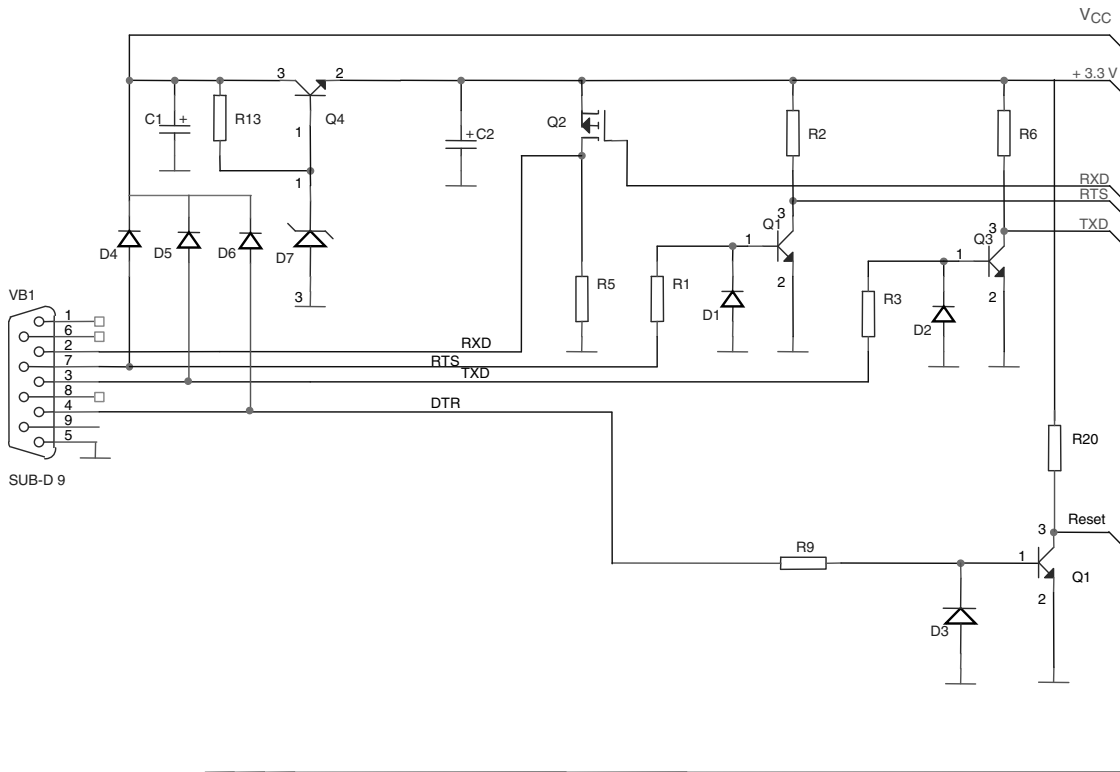 VCC
+ 3.3 V
3
2
C1
+
R13
1
Q4
+
C2
Q2
R2
R6
1
RXD
RTS
TXD
3
Q1
1
2
3
Q3
1
2
D4
D5
D6
D7
3
R5
R1
D1
R3
D2
VB1
1
6
2
7
3
8
4
9
5
RXD
RTS
TXD
DTR
SUB-D 9
R20
3
Reset
R9
1
Q1
2
D3